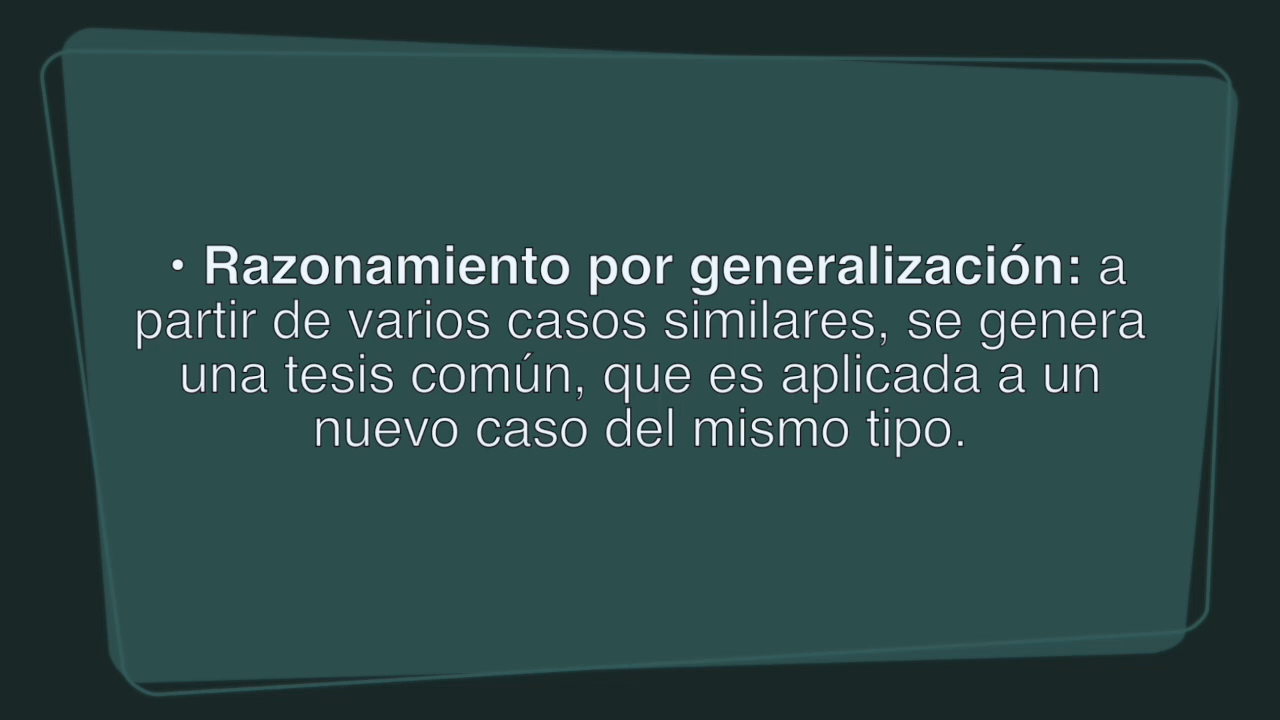 • Razonamiento por generalización: a
partir de varios casos similares, se genera
una tesis común, que es aplicada a un
nuevo caso del mismo tipo.